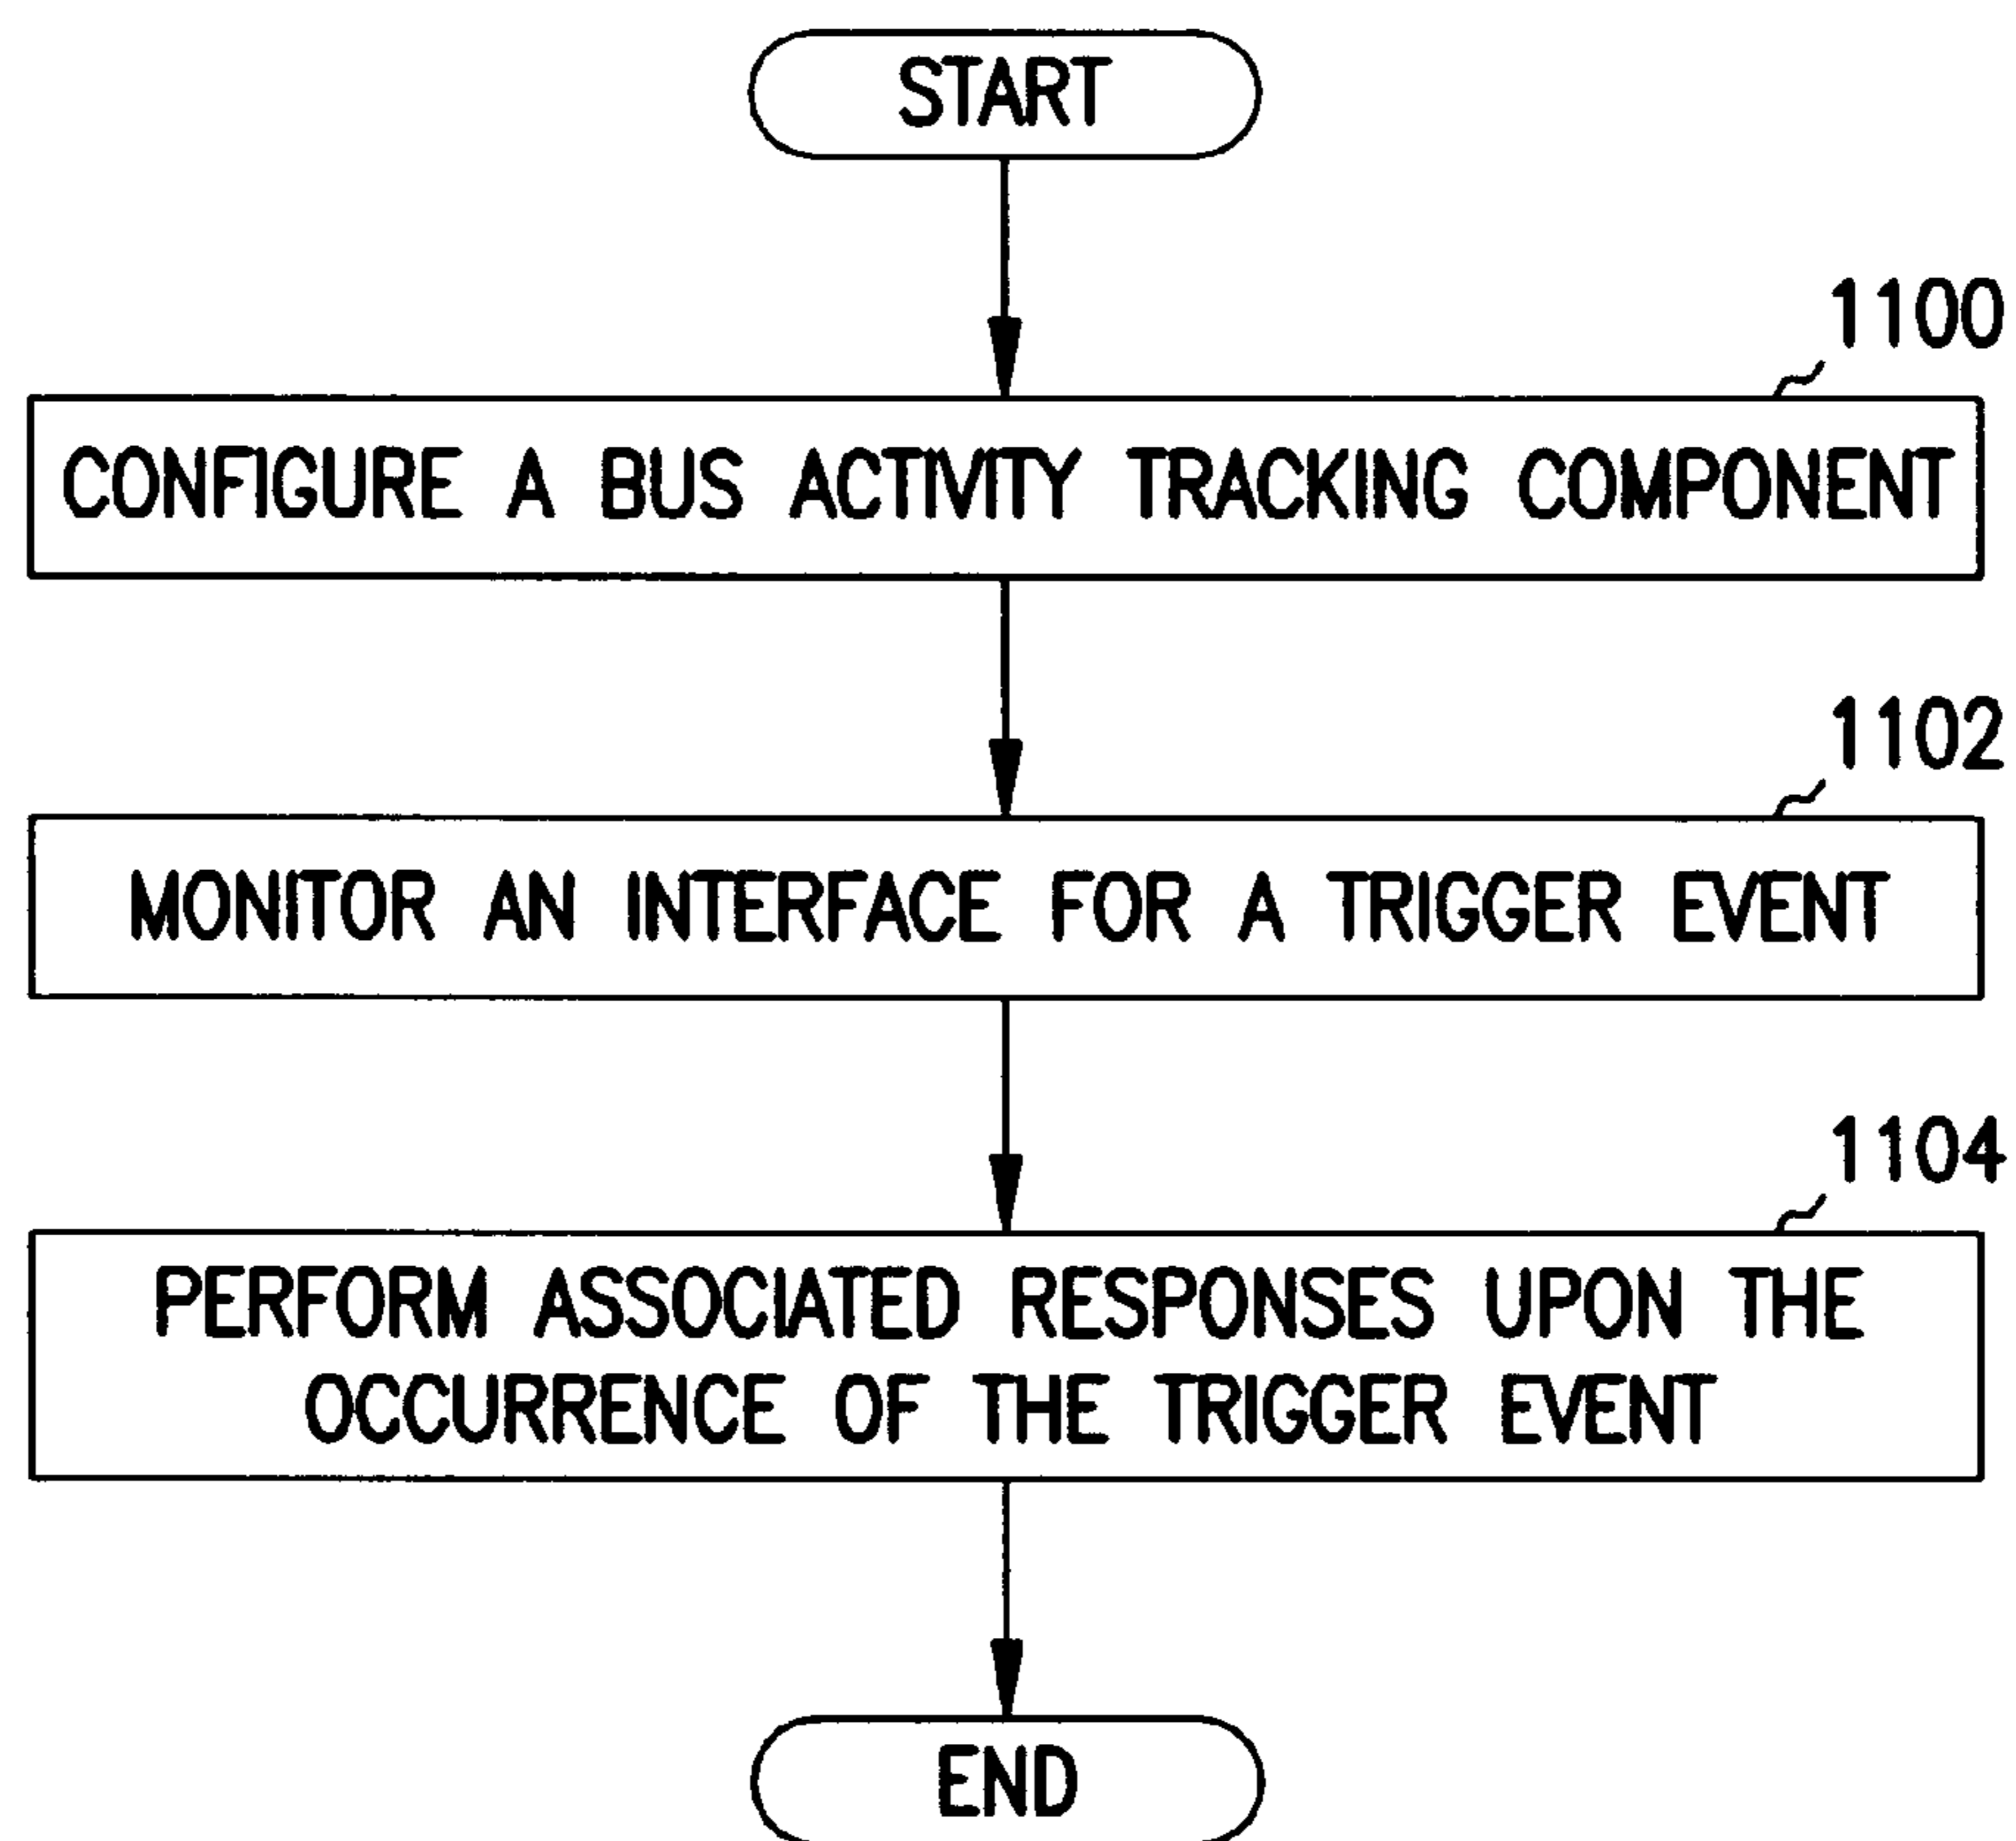 START
1100
CONFIGURE A BUS ACTIVITY TRACKING COMPONENT
1102
MONITOR AN INTERFACE FOR A TRIGGER EVENT
1104
PERFORM ASSOCIATED RESPONSES UPON THE
OCCURRENCE OF THE TRIGGER EVENT
END